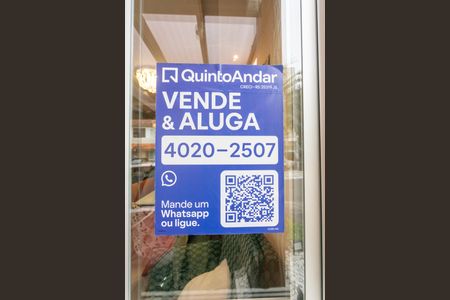 QuintoAndar
VENDE
& ALUGA
4020-2507
Mande um
Whatsapp
ou ligue.